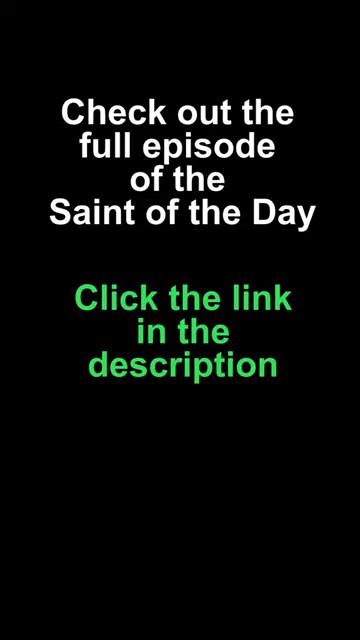 Check out the
full episode
of the
Saint of the Day
Click the link
in the
description